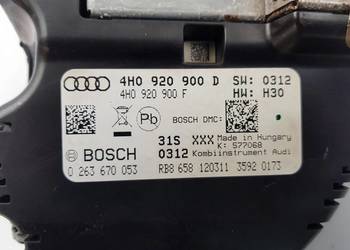 4H0 920 900 D SW: 0312
4H0 920 900 F HW: H30
Pb BOSCH DMC:
31S XXX Made in Hungary
K: 577068
BOSCH 0312 Kombiinstrument Audi
0 263 670 053 RB8 658 120311 3592 0173